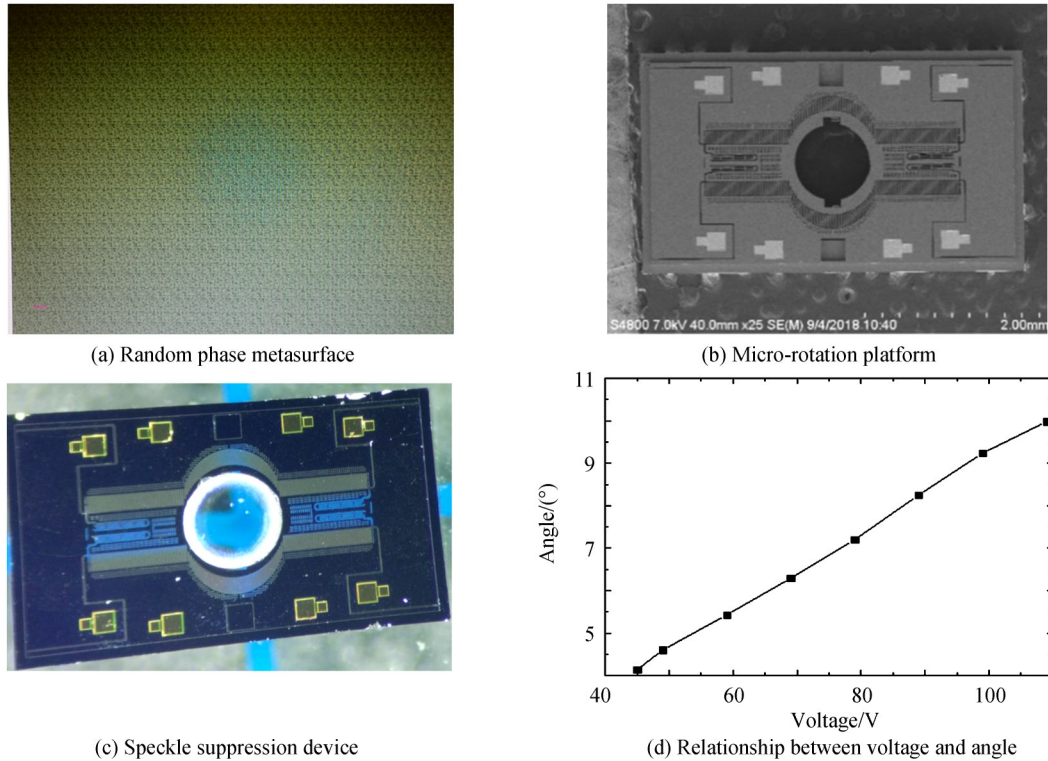 (a) Random phase metasurface
S4800 7.0kV 40.0mm x25 SE(M) 9/4/2018 10:40
2.00mm
(b) Micro-rotation platform
(c) Speckle suppression device
11
9
7
5
Angle/(°)
40
60
80
100
Voltage/V
(d) Relationship between voltage and angle